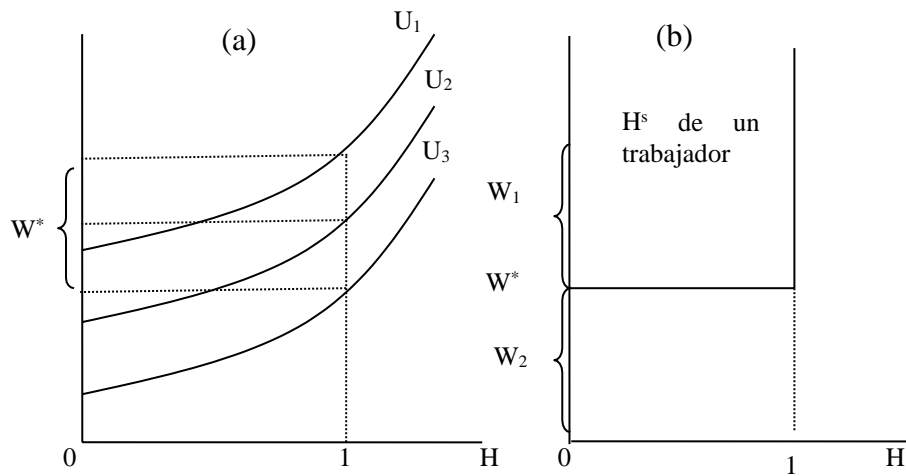 (a)
U₁
U₂
U₃
W*
0
1
H
(b)
Hˢ de un
trabajador
W₁
W*
W₂
0
1
H